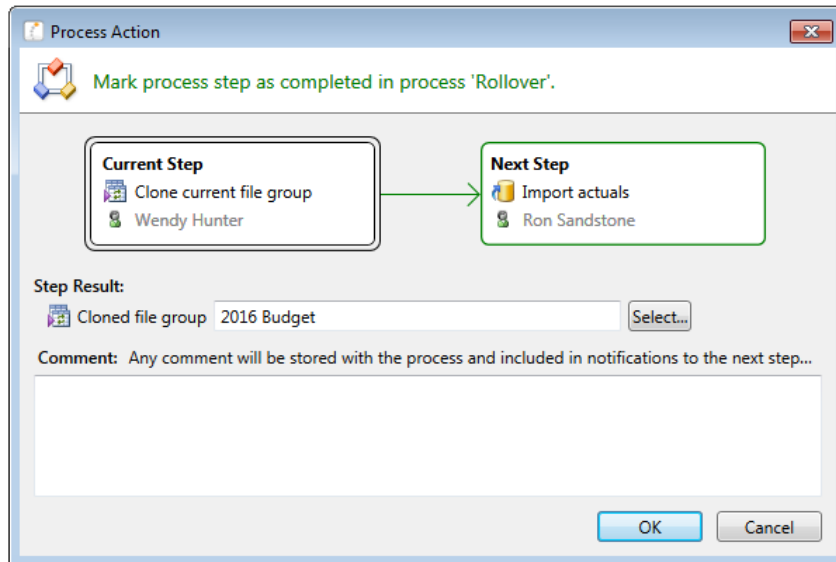 Process Action
Mark process step as completed in process 'Rollover'.
Current Step
Clone current file group
Wendy Hunter
Next Step
Import actuals
Ron Sandstone
Step Result:
Cloned file group 2016 Budget Select...
Comment: Any comment will be stored with the process and included in notifications to the next step...
OK Cancel